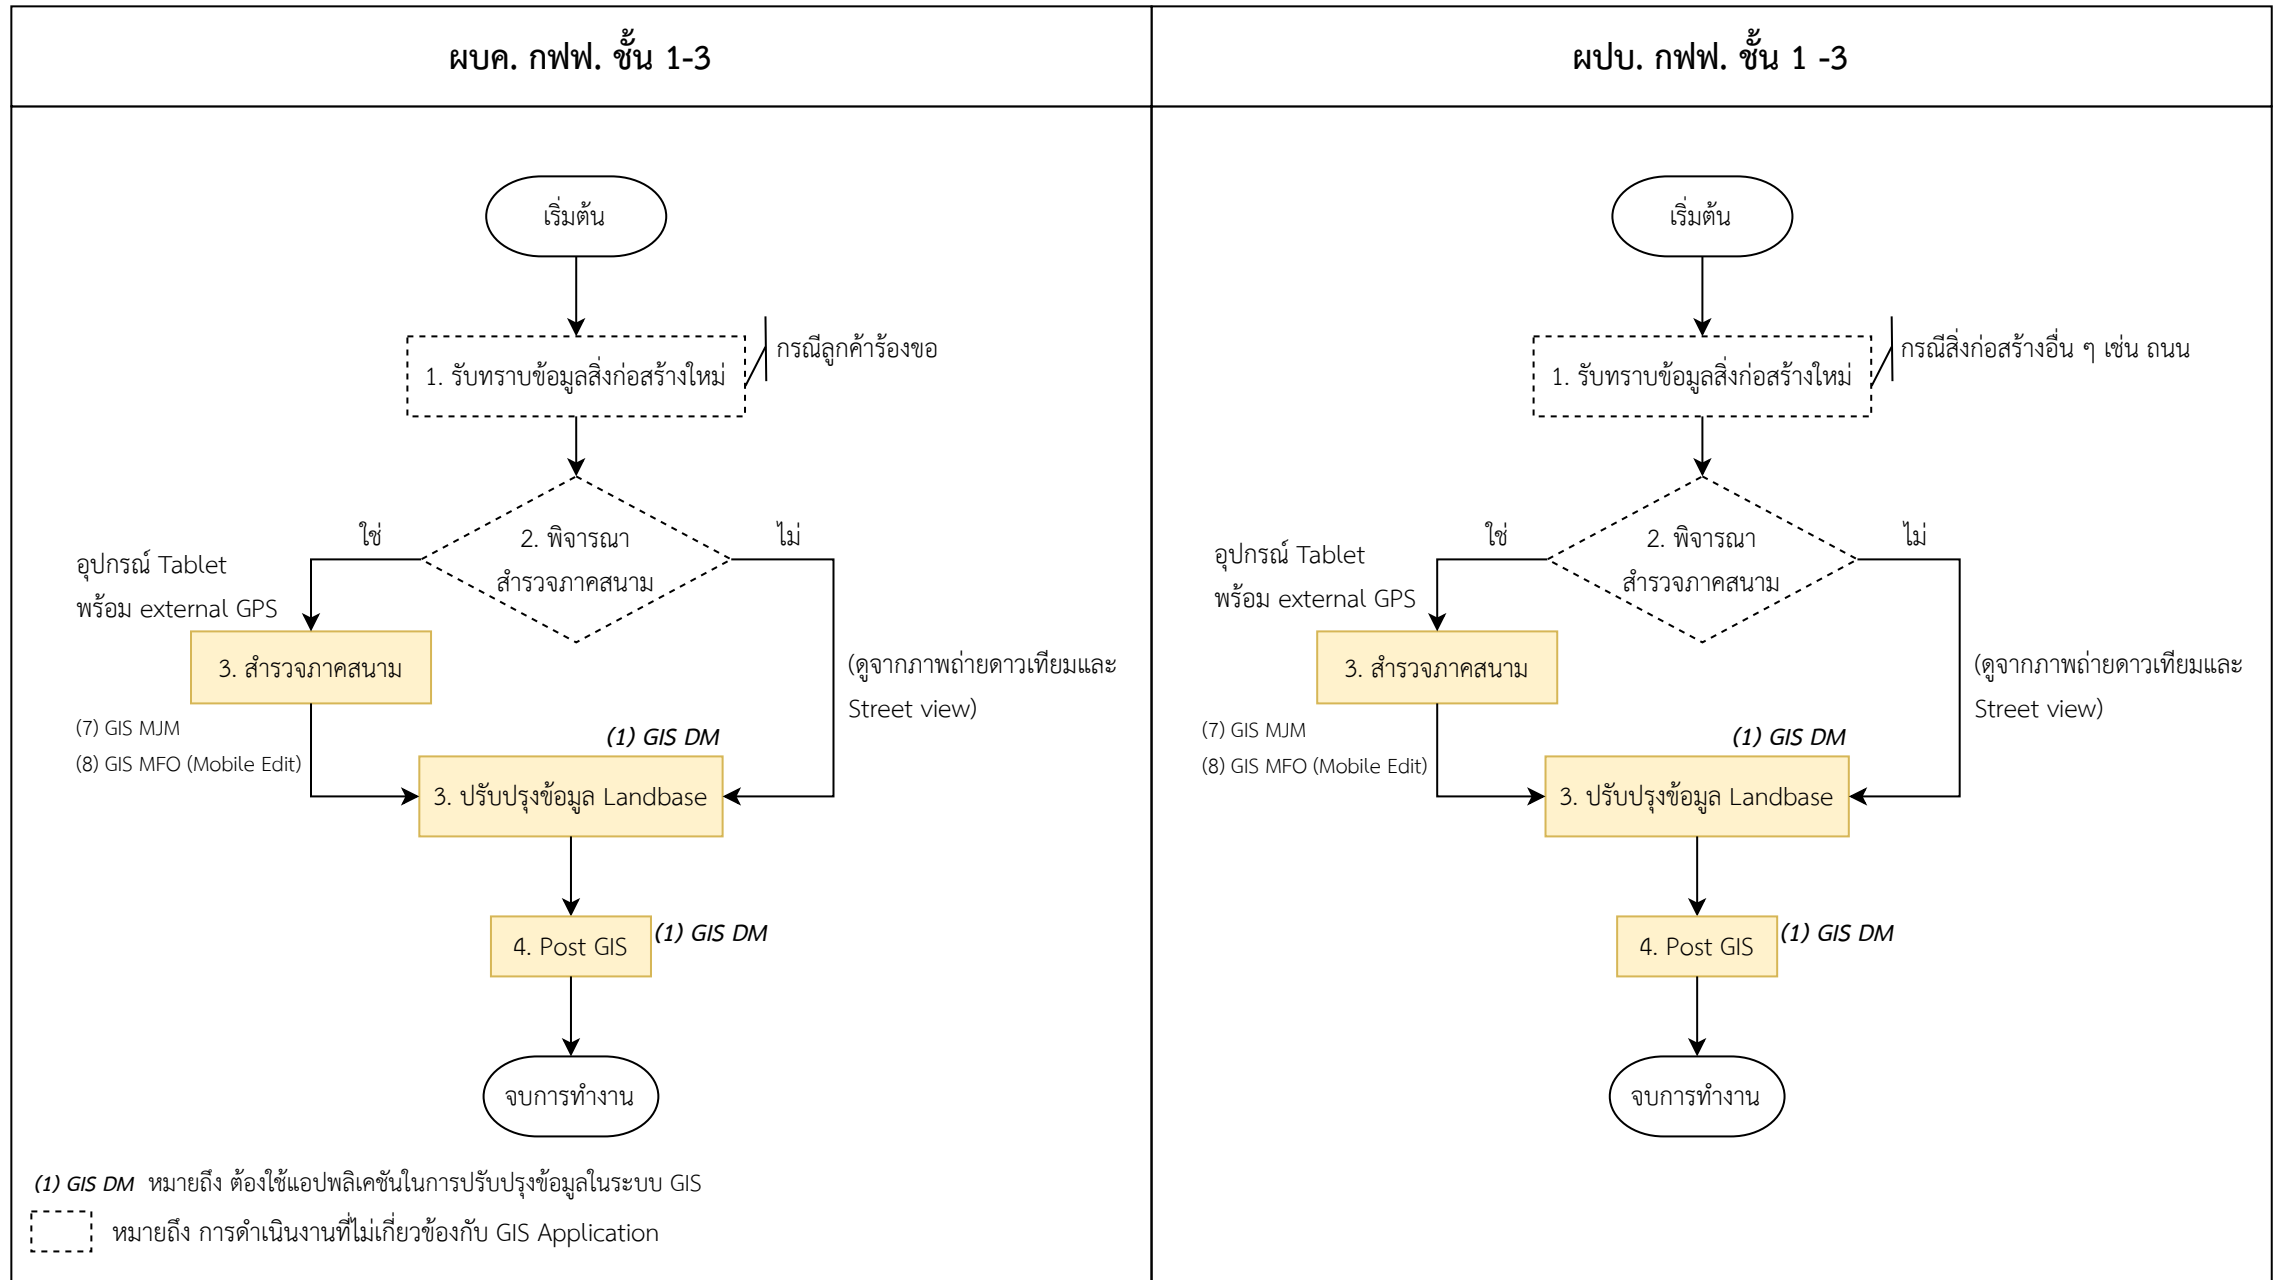 ผบค. กฟฟ. ชั้น 1-3
เริ่มต้น
1. รับทราบข้อมูลสิ่งก่อสร้างใหม่
กรณีลูกค้าร้องขอ
2. พิจารณา
สำรวจภาคสนาม
ใช่
ไม่
อุปกรณ์ Tablet
พร้อม external GPS
3. สำรวจภาคสนาม
(7) GIS MJM
(8) GIS MFO (Mobile Edit)
(ดูจากภาพถ่ายดาวเทียมและ
Street view)
(1) GIS DM
3. ปรับปรุงข้อมูล Landbase
4. Post GIS
(1) GIS DM
จบการทำงาน
(1) GIS DM หมายถึง ต้องใช้แอปพลิเคชันในการปรับปรุงข้อมูลในระบบ GIS
หมายถึง การดำเนินงานที่ไม่เกี่ยวข้องกับ GIS Application
ผปบ. กฟฟ. ชั้น 1 -3
เริ่มต้น
1. รับทราบข้อมูลสิ่งก่อสร้างใหม่
กรณีสิ่งก่อสร้างอื่น ๆ เช่น ถนน
2. พิจารณา
สำรวจภาคสนาม
ใช่
ไม่
อุปกรณ์ Tablet
พร้อม external GPS
3. สำรวจภาคสนาม
(7) GIS MJM
(8) GIS MFO (Mobile Edit)
(ดูจากภาพถ่ายดาวเทียมและ
Street view)
(1) GIS DM
3. ปรับปรุงข้อมูล Landbase
4. Post GIS
(1) GIS DM
จบการทำงาน